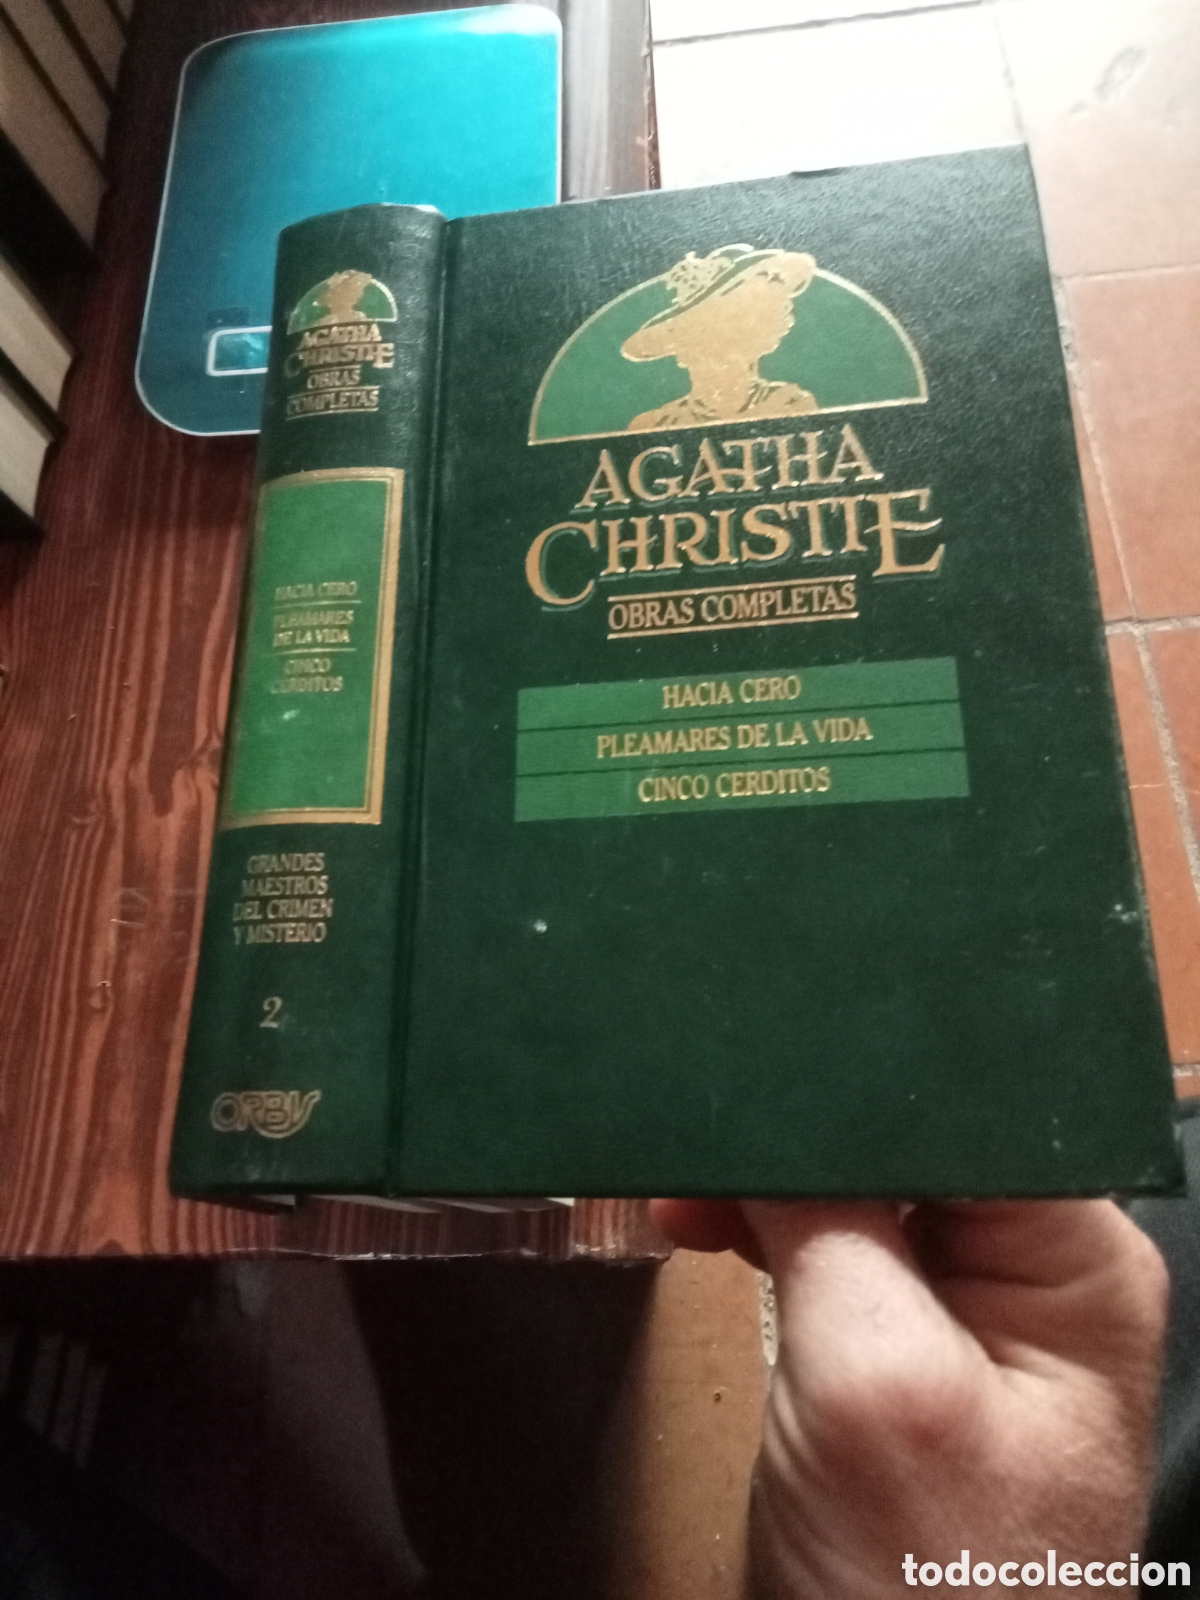 AGATHA
CHRISTIE
OBRAS
COMPLETAS
HACIA CERO
PLEAMARES
DE LA VIDA
CINCO
CERDITOS
GRANDES
MAESTROS
DEL CRIMEN
Y MISTERIO
2
ORBIS
AGATHA
CHRISTIE
OBRAS COMPLETAS
HACIA CERO
PLEAMARES DE LA VIDA
CINCO CERDITOS
todocoleccion